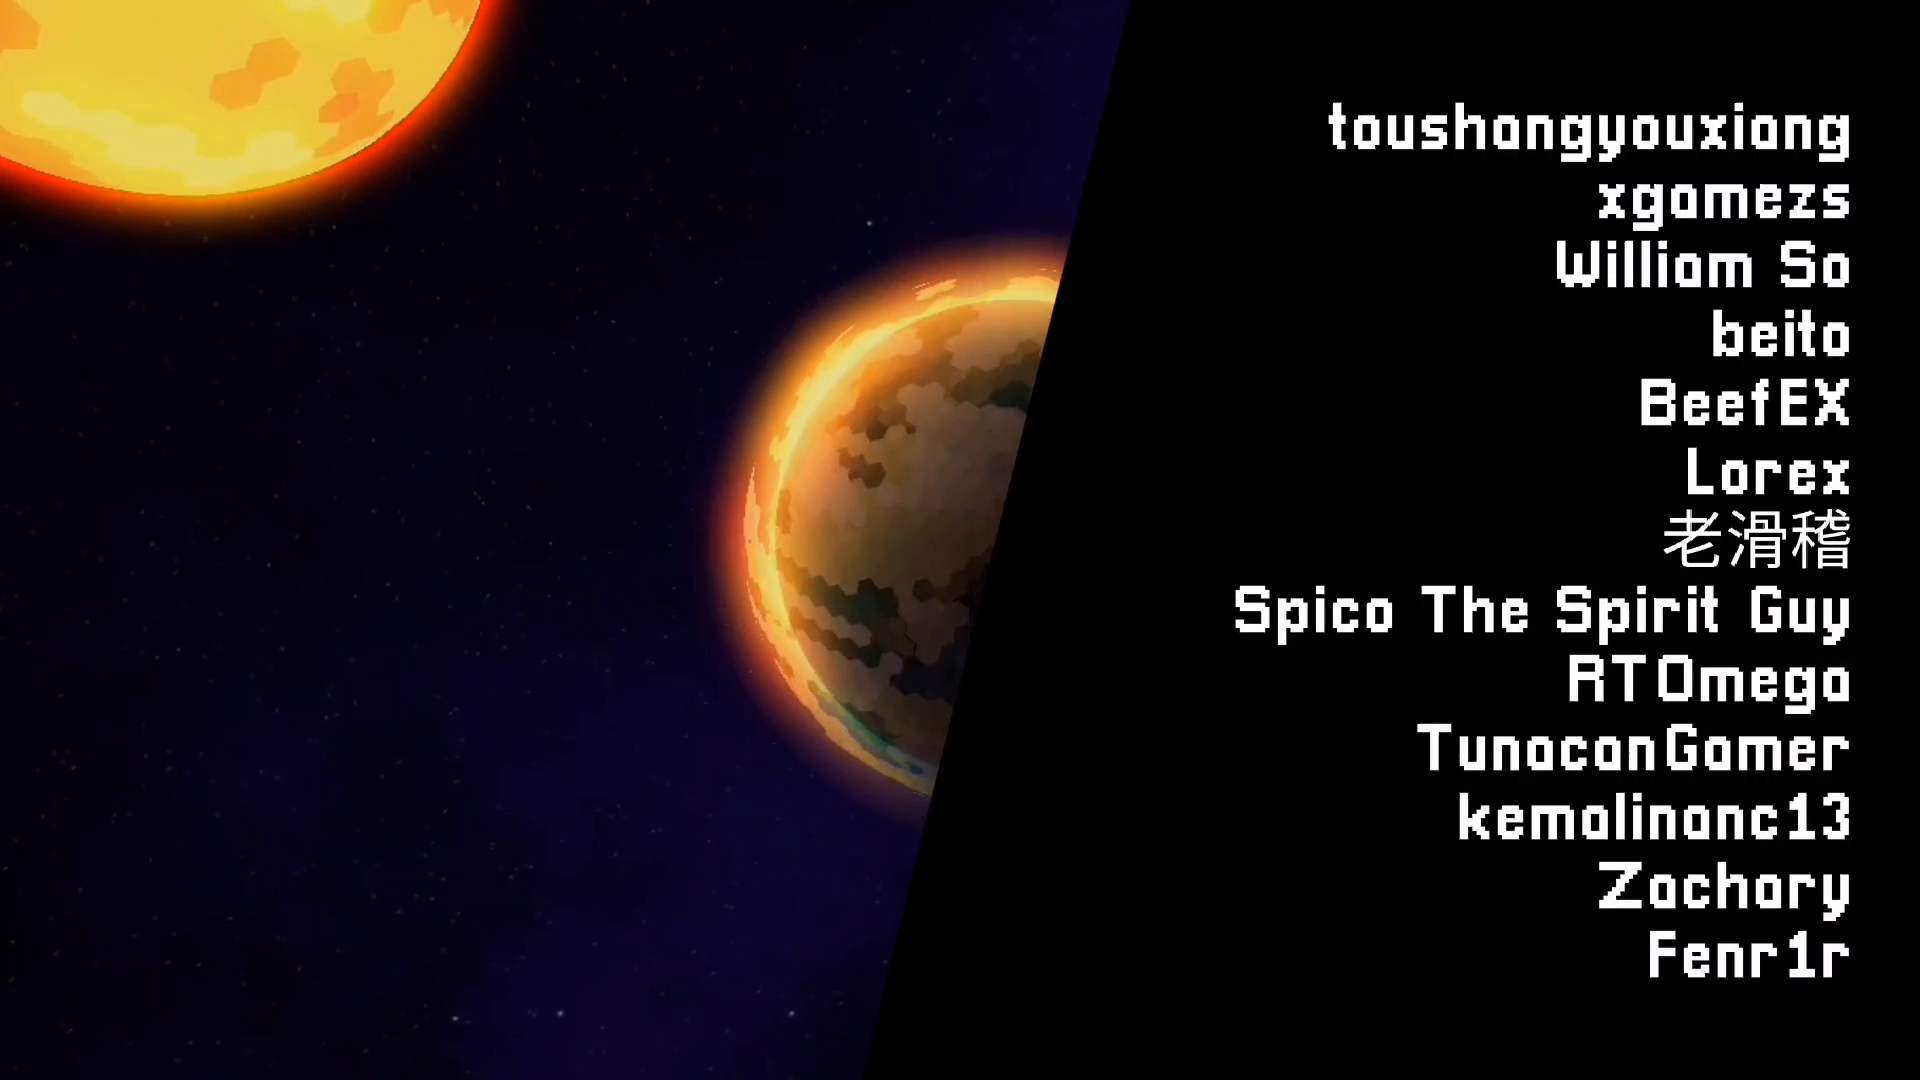 toushangyouxiang
xgamezs
William So
beito
BeefEX
Lorex
老滑稽
Spico The Spirit Guy
RTOmega
TunacanGamer
kemalinanc13
Zachary
Fenr1r